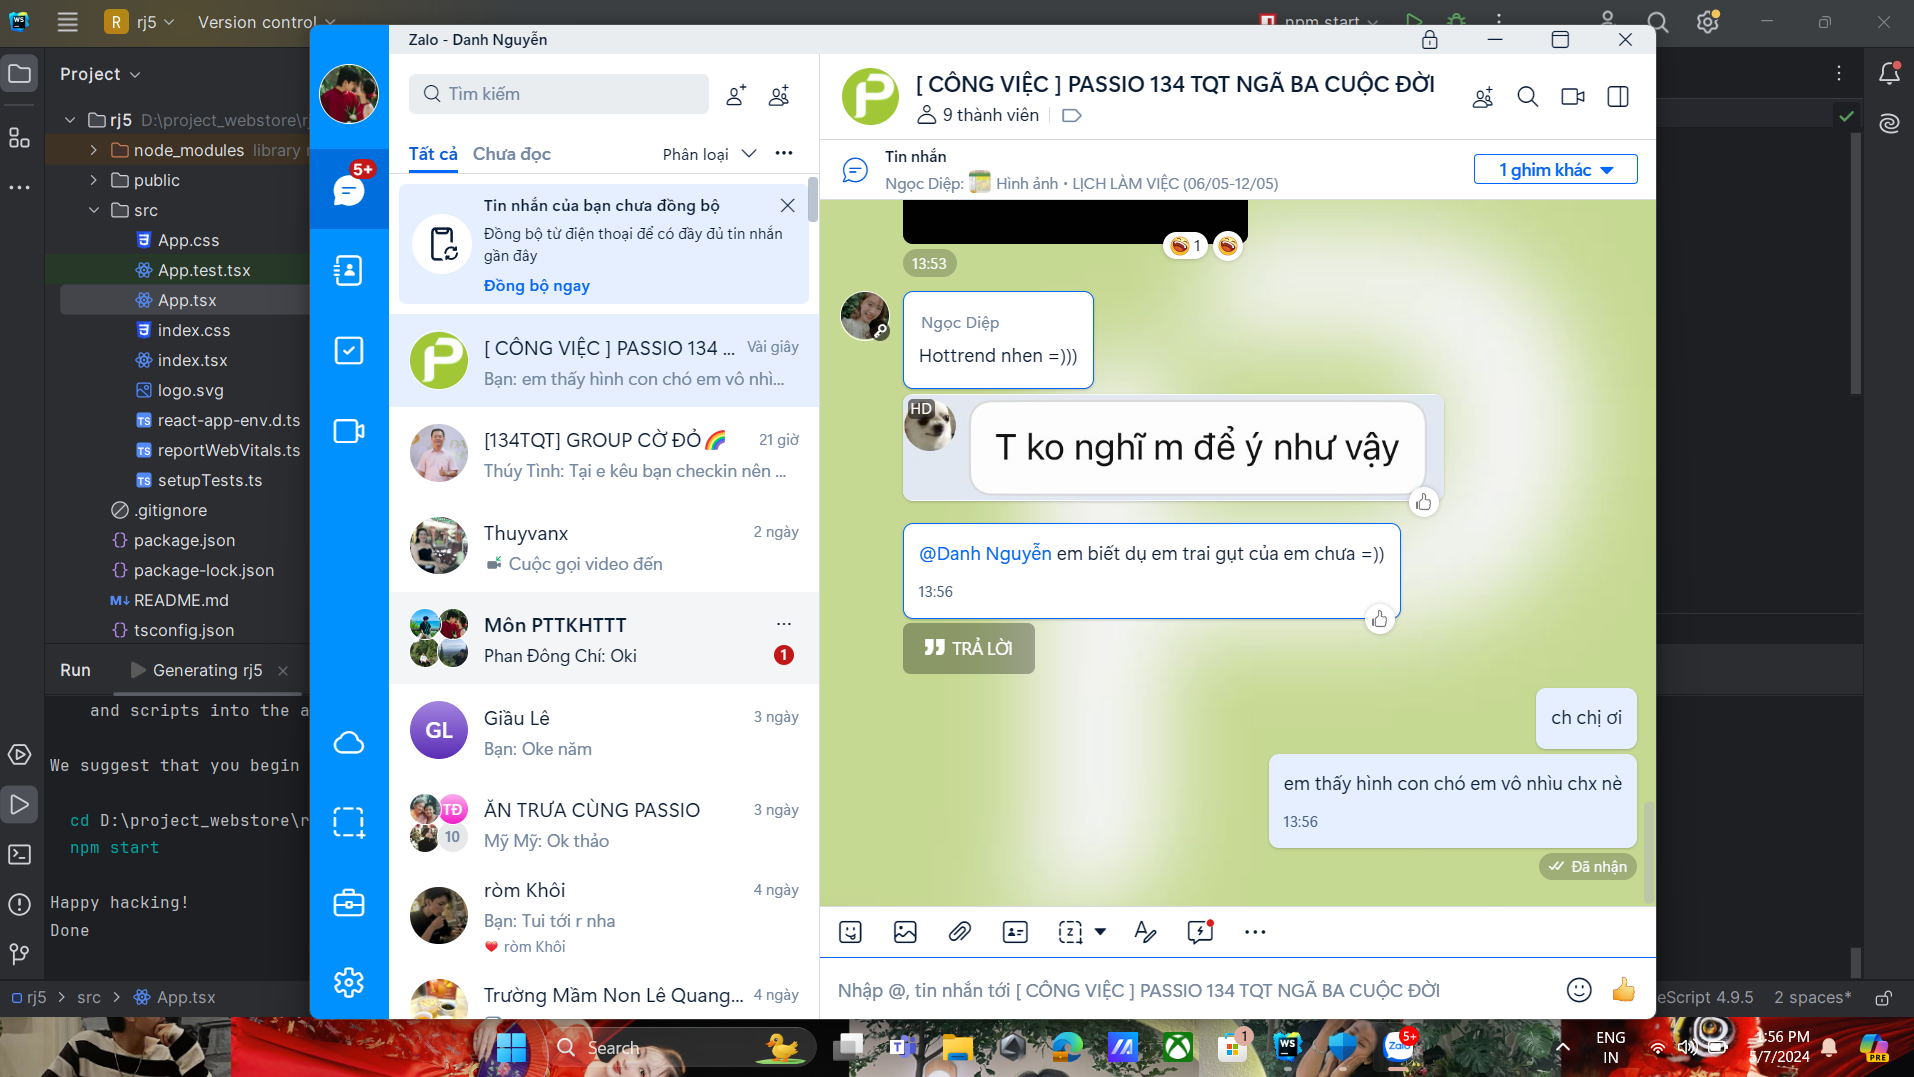 WS
R rj5
Version control
npm start
Project
rj5 D:\project_webstore\rj
node_modules library
public
src
App.css
App.test.tsx
App.tsx
index.css
index.tsx
logo.svg
TS react-app-env.d.ts
TS reportWebVitals.ts
TS setupTests.ts
.gitignore
{} package.json
{} package-lock.json
M↓ README.md
{} tsconfig.json
Run
Generating rj5
and scripts into the a
We suggest that you begin
cd D:\project_webstore\r
npm start
Happy hacking!
Done
rj5 > src > App.tsx
eScript 4.9.5
2 spaces*
Zalo - Danh Nguyễn
5+
Tìm kiếm
Tất cả
Chưa đọc
Phân loại
Tin nhắn của bạn chưa đồng bộ
Đồng bộ từ điện thoại để có đầy đủ tin nhắn
gần đây
Đồng bộ ngay
[ CÔNG VIỆC ] PASSIO 134 ...
Vài giây
Bạn: em thấy hình con chó em vô nhì...
[134TQT] GROUP CỜ ĐỎ🌈
21 giờ
Thúy Tình: Tại e kêu bạn checkin nên ...
Thuyvanx
2 ngày
Cuộc gọi video đến
Môn PTTKHTTT
Phan Đông Chí: Oki
1
GL
Giầu Lê
3 ngày
Bạn: Oke năm
TĐ
10
ĂN TRƯA CÙNG PASSIO
3 ngày
Mỹ Mỹ: Ok thảo
ròm Khôi
4 ngày
Bạn: Tui tới r nha
❤️ ròm Khôi
Trường Mầm Non Lê Quang...
4 ngày
[ CÔNG VIỆC ] PASSIO 134 TQT NGÃ BA CUỘC ĐỜI
9 thành viên
Tin nhắn
Ngọc Diệp: Hình ảnh • LỊCH LÀM VIỆC (06/05-12/05)
1 ghim khác
1
13:53
Ngọc Diệp
Hottrend nhen =)))
HD
T ko nghĩ m để ý như vậy
@Danh Nguyễn em biết dụ em trai gụt của em chưa =))
13:56
TRẢ LỜI
ch chị ơi
em thấy hình con chó em vô nhìu chx nè
13:56
Đã nhận
Nhập @, tin nhắn tới [ CÔNG VIỆC ] PASSIO 134 TQT NGÃ BA CUỘC ĐỜI
Search
1
WS
Zalo
5+
ENG
IN
1:56 PM
5/7/2024
PRE